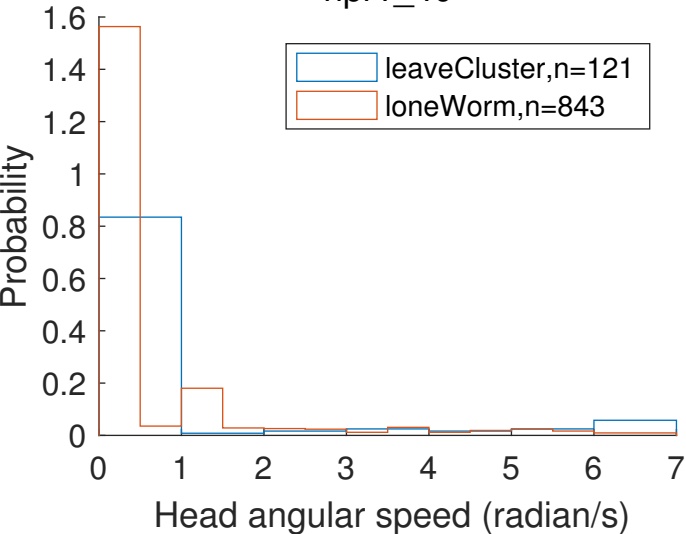 1.6
1.4
1.2
1
0.8
0.6
0.4
0.2
0
Probability
leaveCluster,n=121
loneWorm,n=843
0 1 2 3 4 5 6 7
Head angular speed (radian/s)